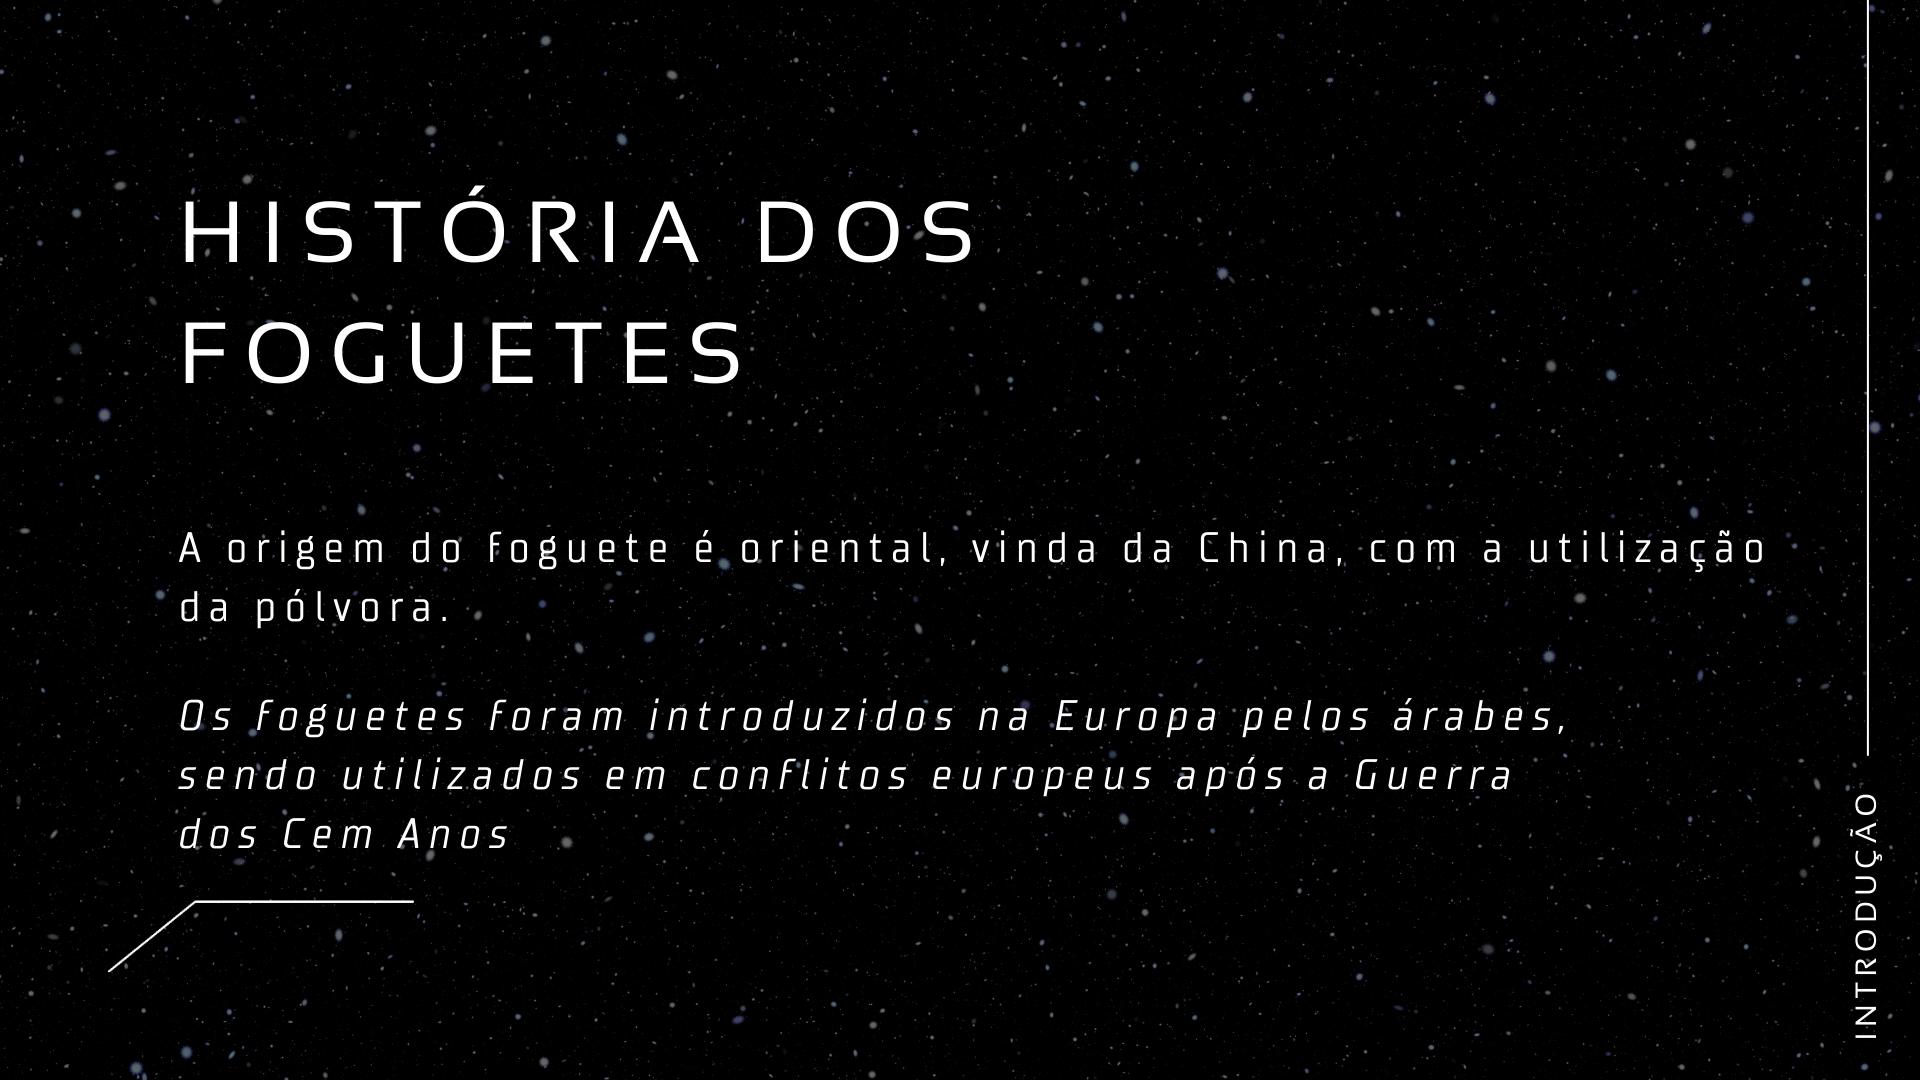 HISTÓRIA DOS
FOGUETES
A origem do foguete é oriental, vinda da China, com a utilização
da pólvora.
Os foguetes foram introduzidos na Europa pelos árabes,
sendo utilizados em conflitos europeus após a Guerra
dos Cem Anos
INTRODUÇÃO